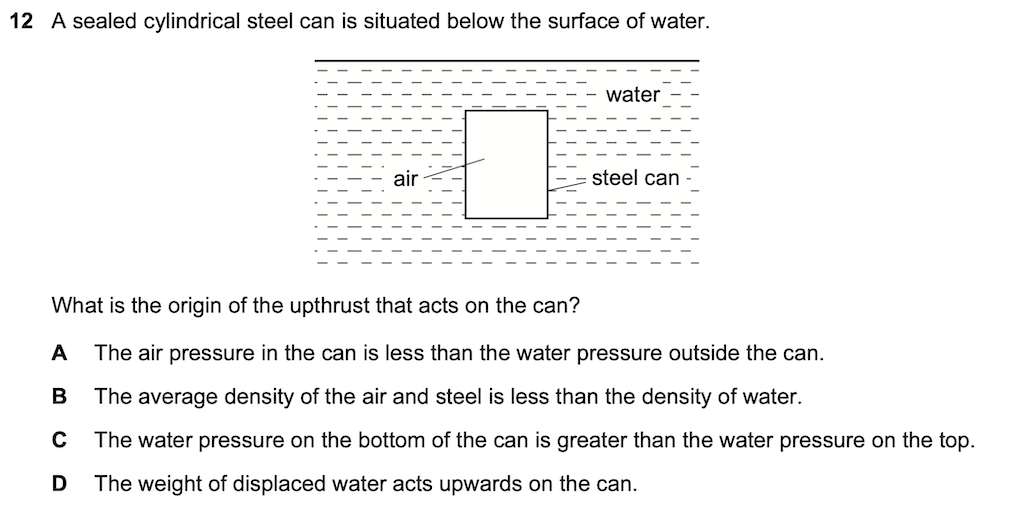 12 A sealed cylindrical steel can is situated below the surface of water.
water
air
steel can
What is the origin of the upthrust that acts on the can?
A The air pressure in the can is less than the water pressure outside the can.
B The average density of the air and steel is less than the density of water.
C The water pressure on the bottom of the can is greater than the water pressure on the top.
D The weight of displaced water acts upwards on the can.